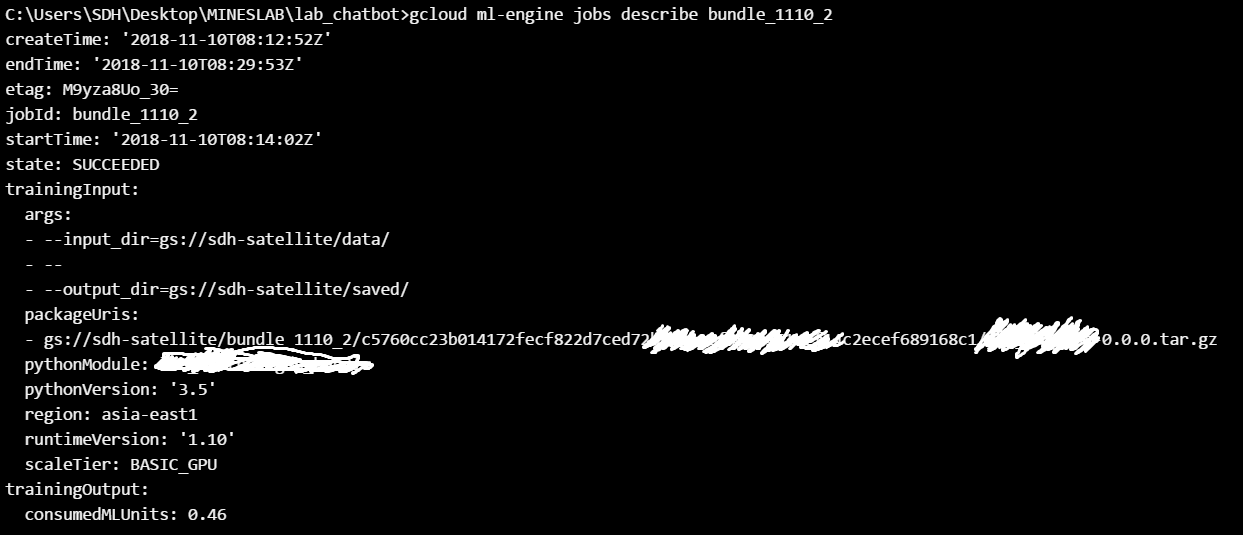 C:\Users\SDH\Desktop\MINESLAB\lab_chatbot>gcloud ml-engine jobs describe bundle_1110_2
createTime: '2018-11-10T08:12:52Z'
endTime: '2018-11-10T08:29:53Z'
etag: M9yza8Uo_30=
jobId: bundle_1110_2
startTime: '2018-11-10T08:14:02Z'
state: SUCCEEDED
trainingInput:
  args:
  - --input_dir=gs://sdh-satellite/data/
  - --
  - --output_dir=gs://sdh-satellite/saved/
  packageUris:
  - gs://sdh-satellite/bundle_1110_2/c5760cc23b014172fecf822d7ced72 c2ecef689168c1/ 0.0.0.tar.gz
  pythonModule:
  pythonVersion: '3.5'
  region: asia-east1
  runtimeVersion: '1.10'
  scaleTier: BASIC_GPU
trainingOutput:
  consumedMLUnits: 0.46